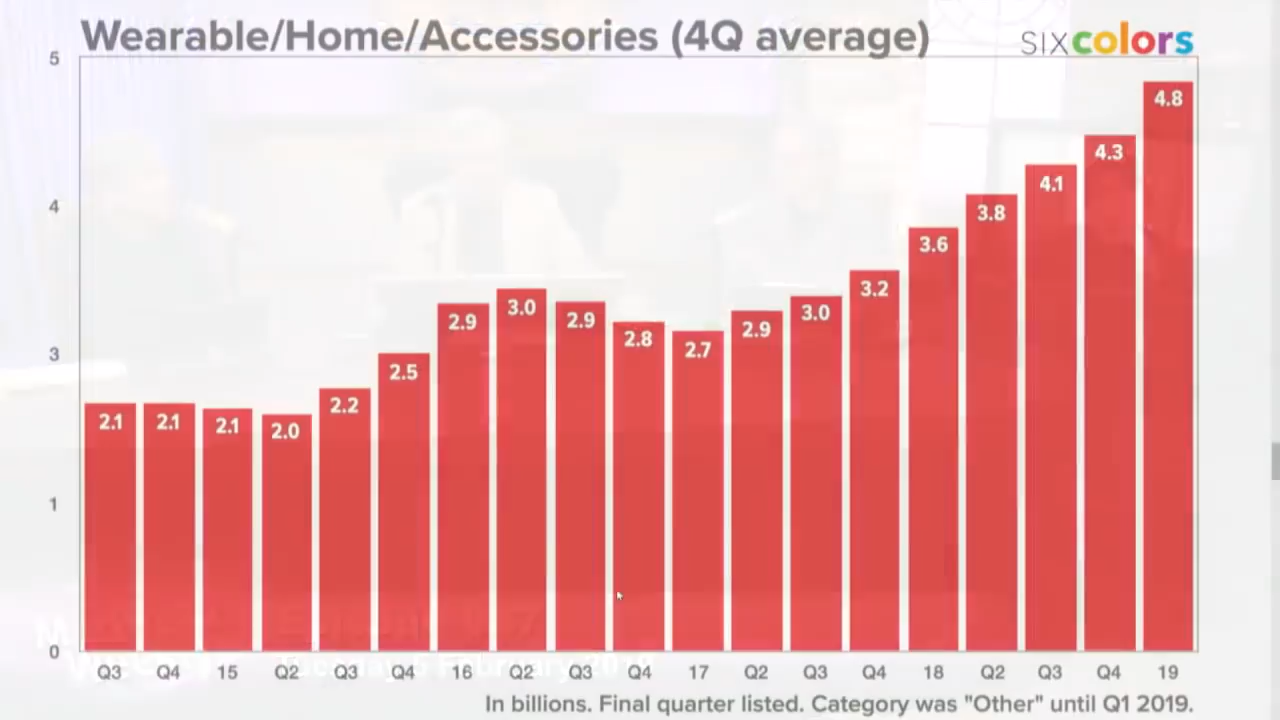 Wearable/Home/Accessories (4Q average)
sixcolors
5
4
3
1
0
2.1 2.1 2.1 2.0 2.2 2.5 2.9 3.0 2.9 2.8 2.7 2.9 3.0 3.2 3.6 3.8 4.1 4.3 4.8
Q3 Q4 15 Q2 Q3 Q4 16 Q2 Q3 Q4 17 Q2 Q3 Q4 18 Q2 Q3 Q4 19
Tuesday 5 February 2019
In billions. Final quarter listed. Category was "Other" until Q1 2019.